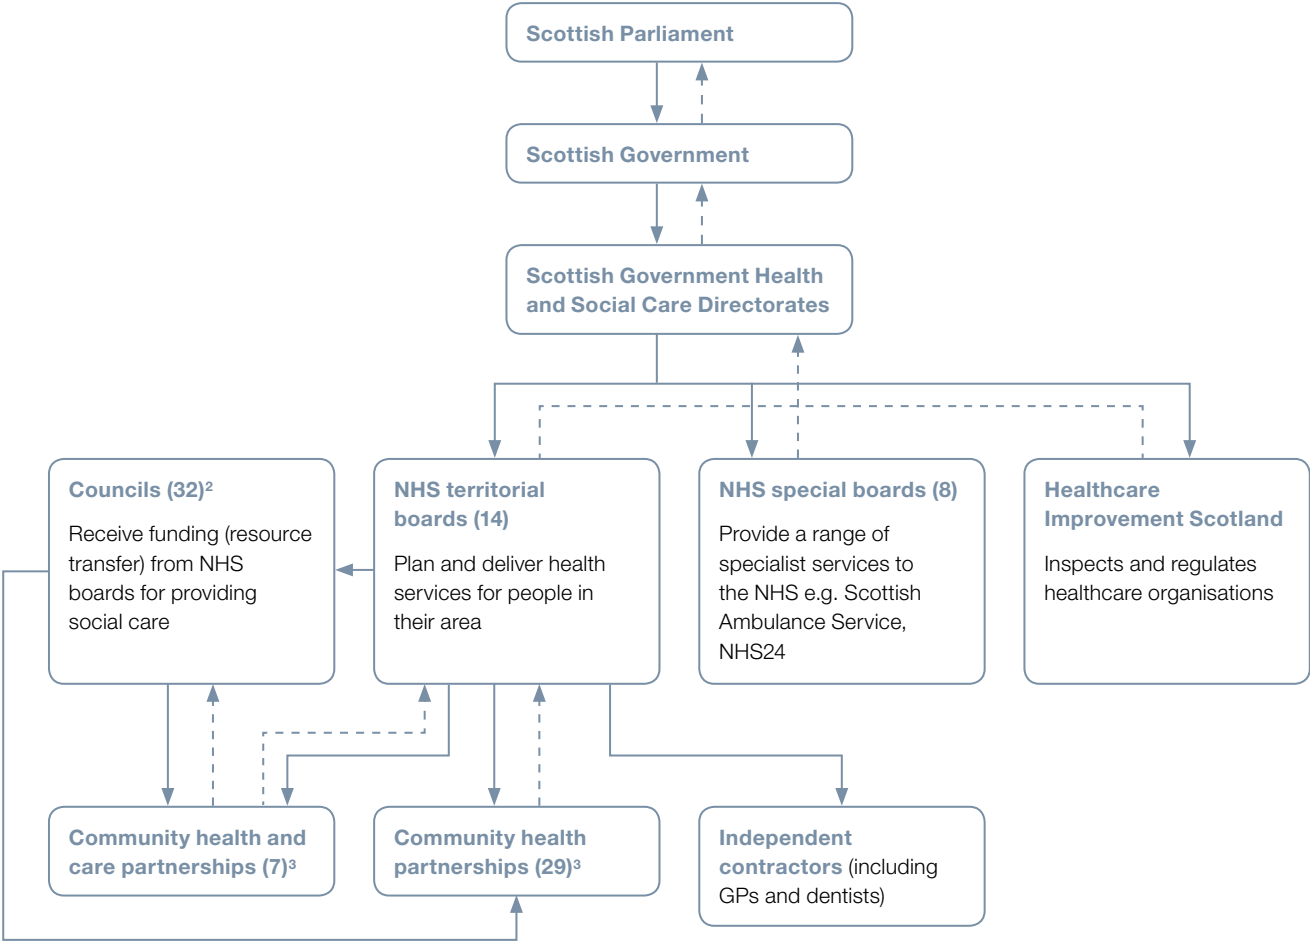 Scottish Parliament
Scottish Government
Scottish Government Health
and Social Care Directorates
Councils (32)²
Receive funding (resource
transfer) from NHS
boards for providing
social care
NHS territorial
boards (14)
Plan and deliver health
services for people in
their area
NHS special boards (8)
Provide a range of
specialist services to
the NHS e.g. Scottish
Ambulance Service,
NHS24
Healthcare
Improvement Scotland
Inspects and regulates
healthcare organisations
Community health and
care partnerships (7)³
Community health
partnerships (29)³
Independent
contractors (including
GPs and dentists)